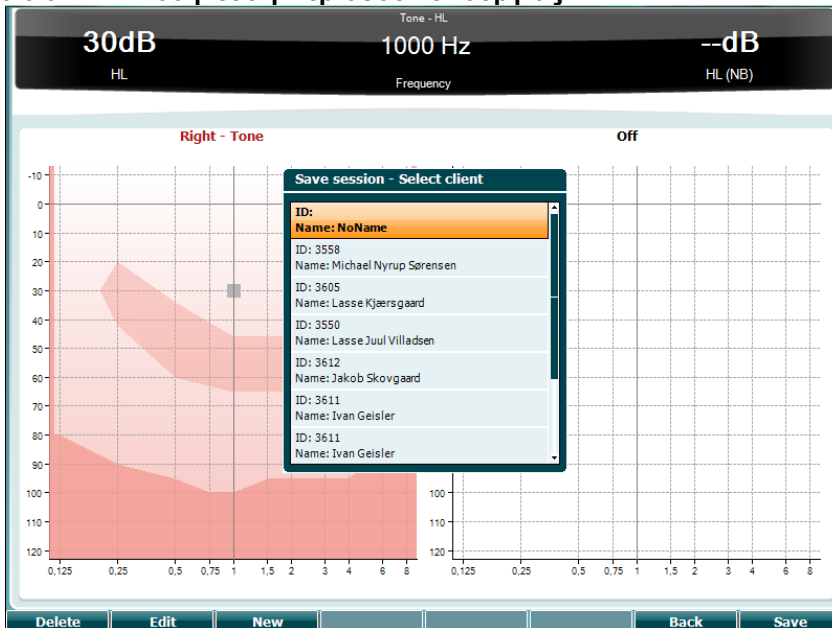 Tone - HL
30dB 1000 Hz --dB
HL Frequency HL (NB)
Right - Tone Off
Save session - Select client
ID:
Name: NoName
ID: 3558
Name: Michael Nyrup Sørensen
ID: 3605
Name: Lasse Kjærsgaard
ID: 3550
Name: Lasse Juul Villadsen
ID: 3612
Name: Jakob Skovgaard
ID: 3611
Name: Ivan Geisler
ID: 3611
Name: Ivan Geisler
-10
0
10
20
30
40
50
60
70
80
90
100 100
110 110
120 120
0,125 0,25 0,5 0,75 1 1,5 2 3 4 6 8 0,125 0,25 0,5 0,75 1 1,5 2 3 4 6 8
Delete Edit New Back Save